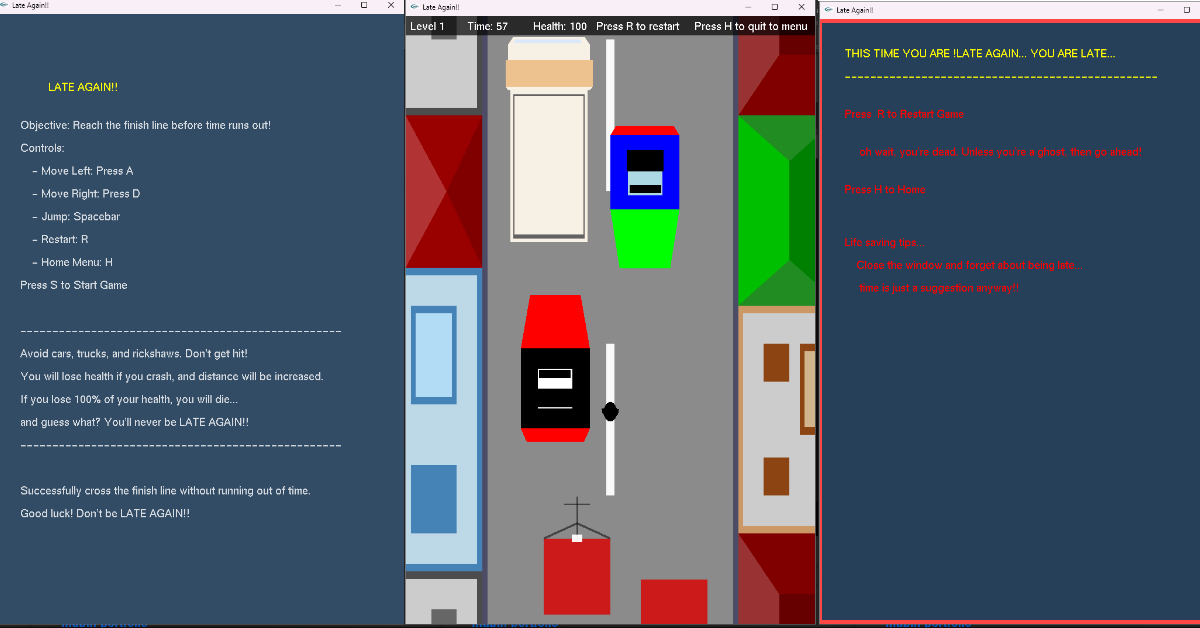 Late Again!!
LATE AGAIN!!
Objective: Reach the finish line before time runs out!
Controls:
- Move Left: Press A
- Move Right: Press D
- Jump: Spacebar
- Restart: R
- Home Menu: H
Press S to Start Game
Avoid cars, trucks, and rickshaws. Don't get hit!
You will lose health if you crash, and distance will be increased.
If you lose 100% of your health, you will die...
and guess what? You'll never be LATE AGAIN!!
Successfully cross the finish line without running out of time.
Good luck! Don't be LATE AGAIN!!
Late Again!!
Level 1 Time: 57 Health: 100 Press R to restart Press H to quit to menu
Late Again!!
THIS TIME YOU ARE !LATE AGAIN... YOU ARE LATE...
Press R to Restart Game
oh wait, you're dead. Unless you're a ghost, then go ahead!
Press H to Home
Life saving tips...
Close the window and forget about being late...
time is just a suggestion anyway!!